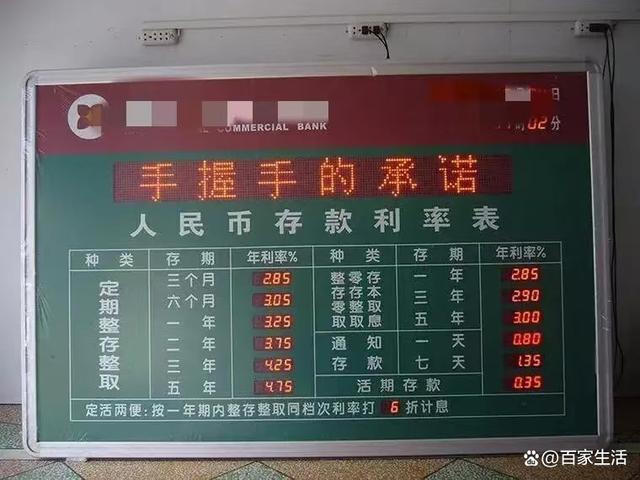 日
COMMERCIAL BANK
02分
手握手的承诺
人民币存款利率表
种类 存期 年利率% 种类 存期 年利率%
定期整存整取
三个月 2.85
六个月 3.05
一年 3.25
二年 3.75
三年 4.25
五年 4.75
整零存
存存本
零整取
取取息
一年 2.85
三年 2.90
五年 3.00
通知存款
一天 0.80
七天 1.35
活期存款 0.35
定活两便:按一年期内整存整取同档次利率打 6 折计息
百家生活